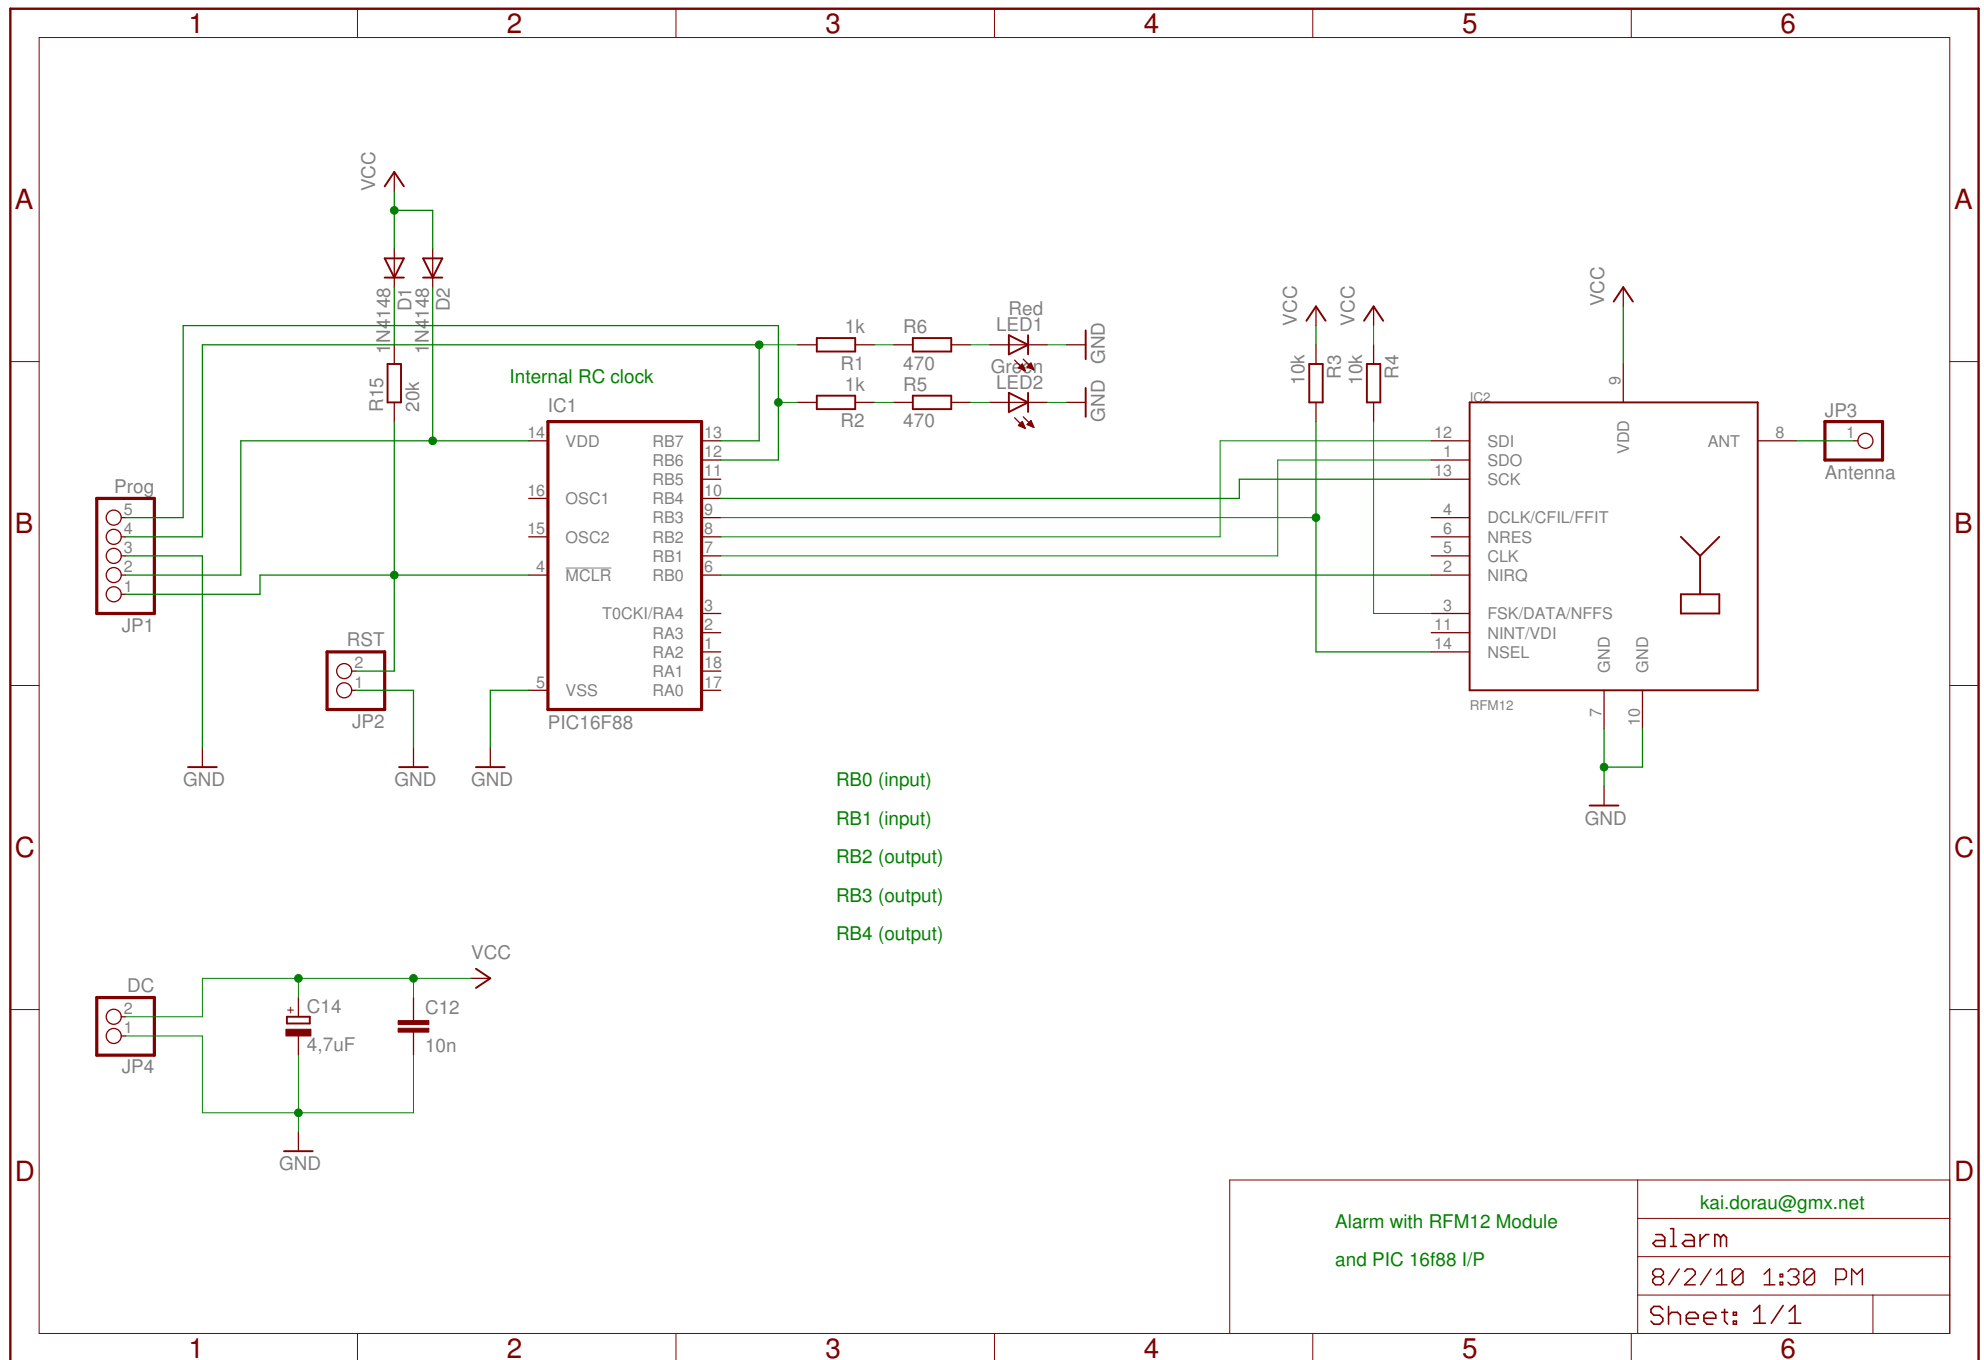 1 2 3 4 5 6
A A
B B
C C
D D
VCC
1N4148
D1
1N4148
D2
R15
20k
Internal RC clock
IC1
14 VDD
16 OSC1
15 OSC2
4 MCLR
5 VSS
RB7 13
RB6 12
RB5 11
RB4 10
RB3 9
RB2 8
RB1 7
RB0 6
T0CKI/RA4 3
RA3 2
RA2 1
RA1 18
RA0 17
PIC16F88
Prog
5
4
3
2
1
JP1
RST
2
1
JP2
GND
GND
GND
1k
R1
R6
470
Red
LED1
GND
1k
R2
R5
470
Green
LED2
GND
VCC
10k
R3
VCC
10k
R4
VCC
9
IC2
VDD
12 SDI
1 SDO
13 SCK
4 DCLK/CFIL/FFIT
6 NRES
5 CLK
2 NIRQ
3 FSK/DATA/NFFS
11 NINT/VDI
14 NSEL
ANT 8
GND
GND
7
10
RFM12
GND
JP3
1
Antenna
RB0 (input)
RB1 (input)
RB2 (output)
RB3 (output)
RB4 (output)
DC
2
1
JP4
VCC
+
C14
4,7uF
C12
10n
GND
Alarm with RFM12 Module
and PIC 16f88 I/P
kai.dorau@gmx.net
alarm
8/2/10 1:30 PM
Sheet: 1/1
1 2 3 4 5 6